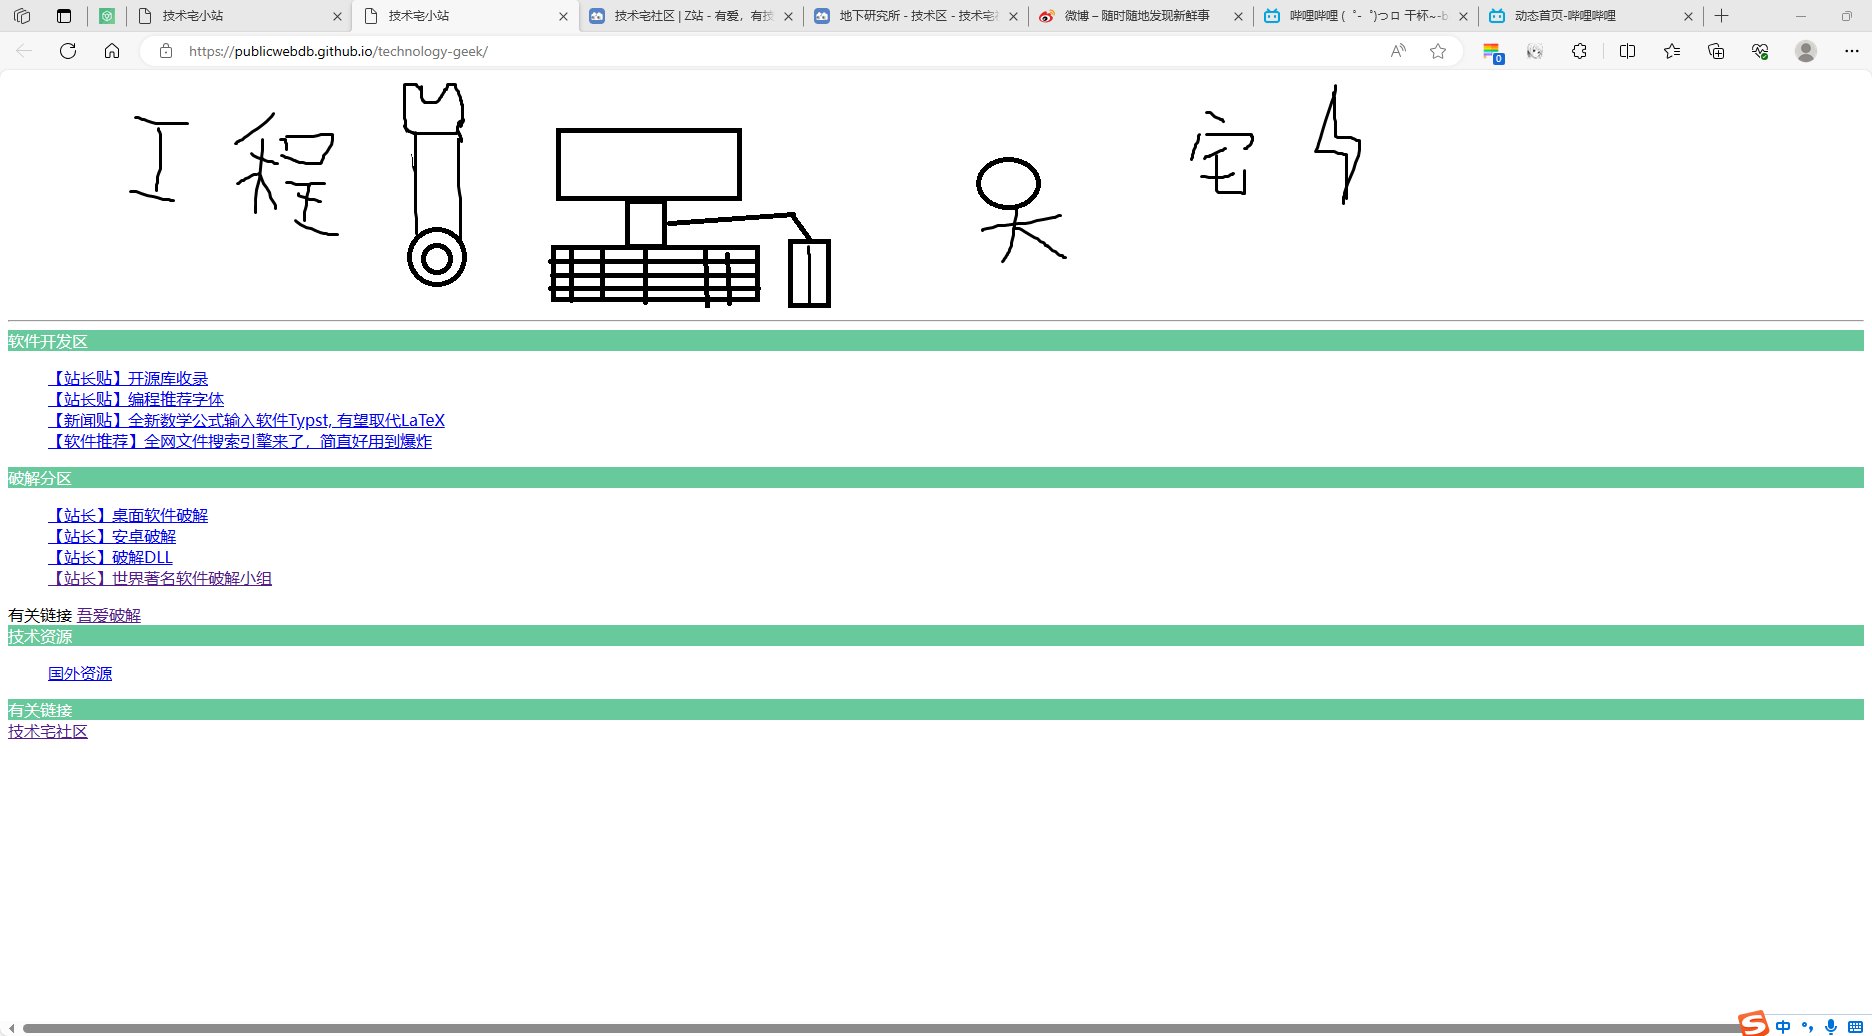 技术宅小站
技术宅小站
技术宅社区 | Z站 - 有爱，有技
地下研究所 - 技术区 - 技术宅社
微博 – 随时随地发现新鲜事
哔哩哔哩 (゜-゜)つロ 干杯~-b
动态首页-哔哩哔哩
https://publicwebdb.github.io/technology-geek/
A
0
工程
宅
软件开发区
【站长贴】开源库收录
【站长贴】编程推荐字体
【新闻贴】全新数学公式输入软件Typst, 有望取代LaTeX
【软件推荐】全网文件搜索引擎来了，简直好用到爆炸
破解分区
【站长】桌面软件破解
【站长】安卓破解
【站长】破解DLL
【站长】世界著名软件破解小组
有关链接 吾爱破解
技术资源
国外资源
有关链接
技术宅社区
S 中 °,